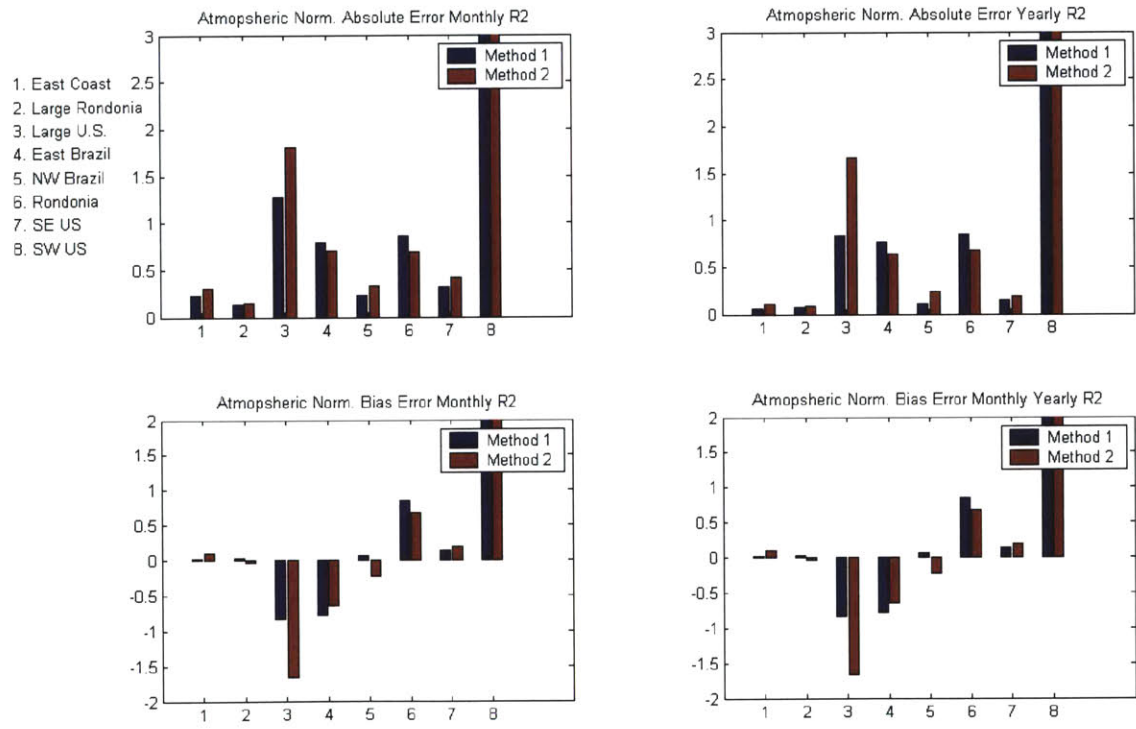 Atmopsheric Norm. Absolute Error Monthly R2
3
2.5
2
1.5
1
0.5
0
Method 1
Method 2
1 2 3 4 5 6 7 8
1. East Coast
2. Large Rondonia
3. Large U.S.
4. East Brazil
5. NW Brazil
6. Rondonia
7. SE US
8. SW US
Atmopsheric Norm. Absolute Error Yearly R2
3
2.5
2
1.5
1
0.5
0
Method 1
Method 2
1 2 3 4 5 6 7 8
Atmopsheric Norm. Bias Error Monthly R2
2
1.5
1
0.5
0
-0.5
-1
-1.5
-2
Method 1
Method 2
1 2 3 4 5 6 7 8
Atmopsheric Norm. Bias Error Monthly Yearly R2
2
1.5
1
0.5
0
-0.5
-1
-1.5
-2
Method 1
Method 2
1 2 3 4 5 6 7 8